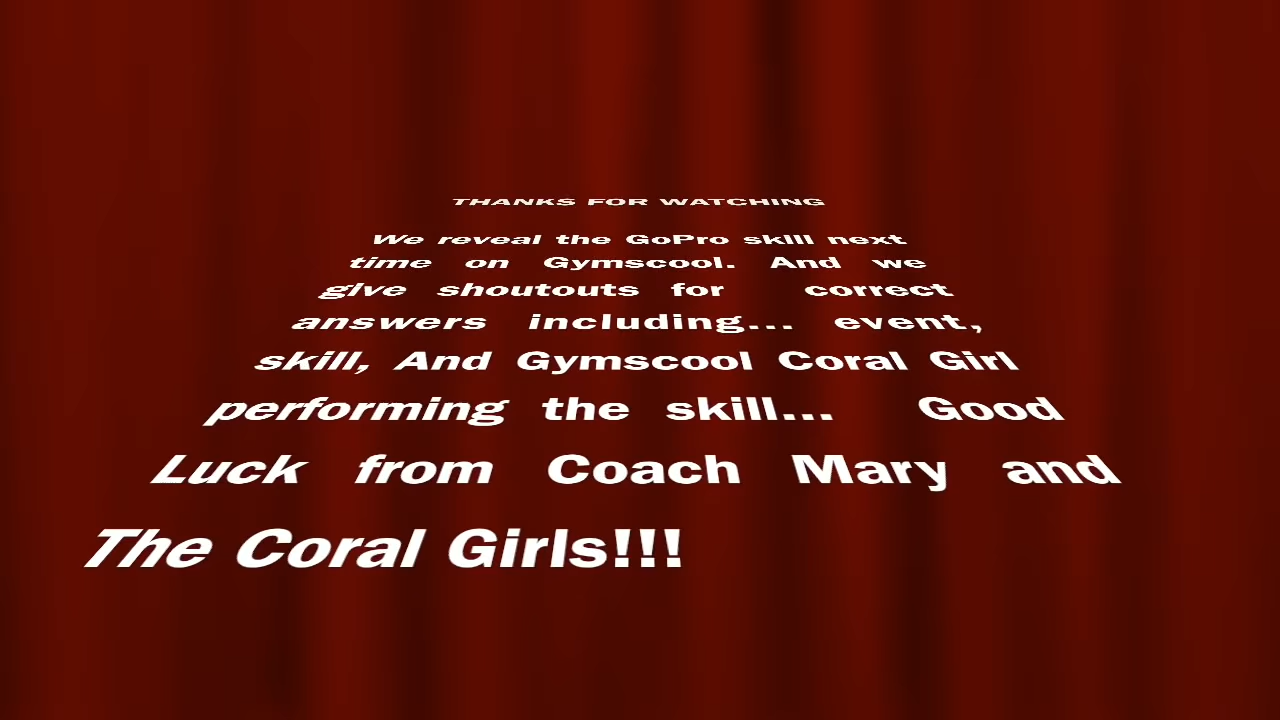 THANKS FOR WATCHING
We reveal the GoPro skill next
time on Gymscool. And we
give shoutouts for correct
answers including... event,
skill, And Gymscool Coral Girl
performing the skill... Good
Luck from Coach Mary and
The Coral Girls!!!